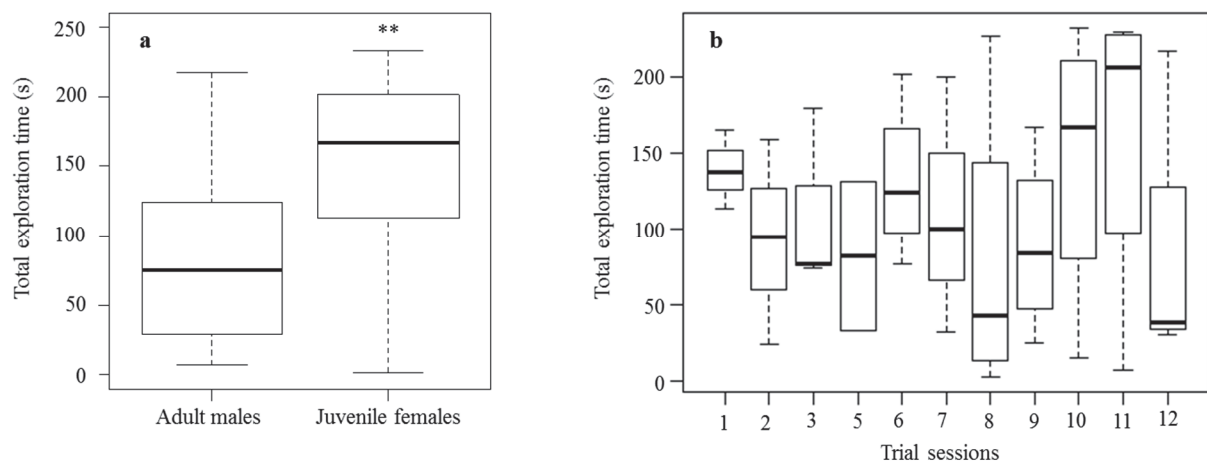 a
**
Total exploration time (s)
250
200
150
100
50
0
Adult males
Juvenile females
b
Total exploration time (s)
200
150
100
50
0
1 2 3 5 6 7 8 9 10 11 12
Trial sessions